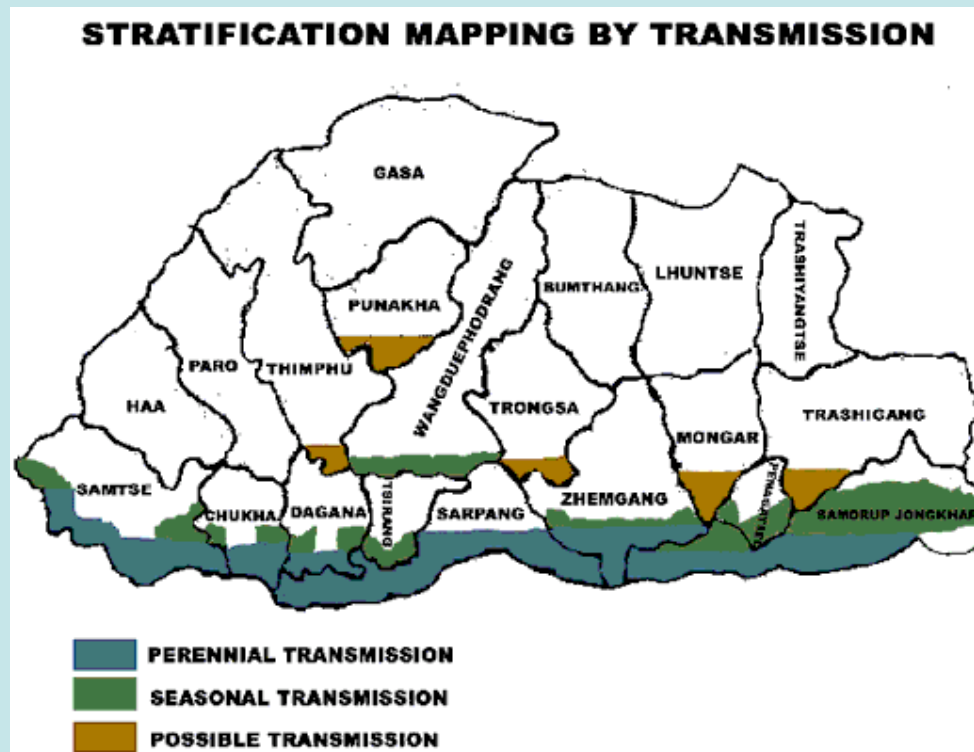 STRATIFICATION MAPPING BY TRANSMISSION
GASA
PUNAKHA
WANGDUEPHODRANG
BUMTHANG
LHUNTSE
TRASHIYANGTSE
PARO
THIMPHU
HAA
TRONGSA
MONGAR
TRASHIGANG
SAMTSE
CHUKHA
DAGANA
TSIRANG
SARPANG
ZHEMGANG
SAMDRUP JONGKHAR
PERENNIAL TRANSMISSION
SEASONAL TRANSMISSION
POSSIBLE TRANSMISSION